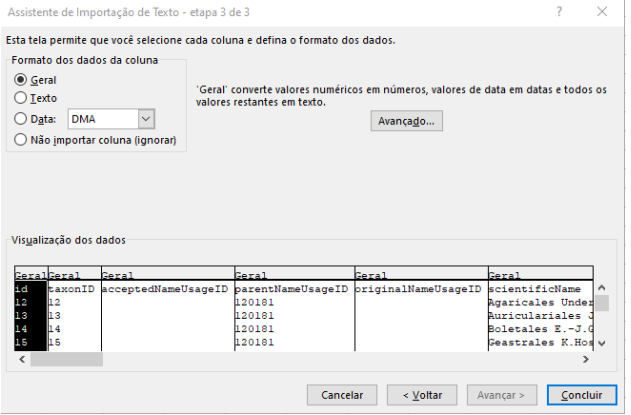 Assistente de Importação de Texto - etapa 3 de 3
Esta tela permite que você selecione cada coluna e defina o formato dos dados.
Formato dos dados da coluna
Geral
Texto
Data: DMA
Não importar coluna (ignorar)
'Geral' converte valores numéricos em números, valores de data em datas e todos os
valores restantes em texto.
Avançado...
Visualização dos dados
Geral Geral Geral Geral Geral Geral
id taxonID acceptedNameUsageID parentNameUsageID originalNameUsageID scientificName
12 12 120181 Agaricales Under
13 13 120181 Auriculariales J
14 14 120181 Boletales E.-J.G
15 15 120181 Geastrales K.Hos
Cancelar < Voltar Avançar > Concluir